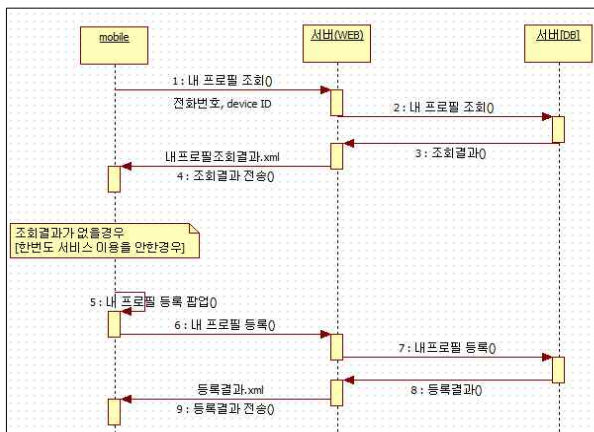 mobile
서버(WEB)
서버[DB]
1 : 내 프로필 조회()
전화번호, device ID
2 : 내 프로필 조회()
내프로필조회결과.xml
3 : 조회결과()
4 : 조회결과 전송()
조회결과가 없을경우
[한번도 서비스 이용을 안한경우]
5 : 내 프로필 등록 팝업()
6 : 내 프로필 등록()
7 : 내프로필 등록()
등록결과.xml
8 : 등록결과()
9 : 등록결과 전송()